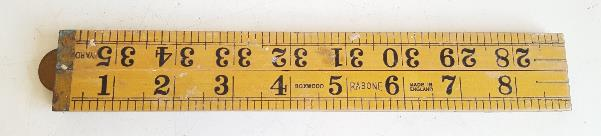 28 29 30 31 32 33 34 35
1 2 3 4 BOXWOOD 5 RABONE 6 MADE IN ENGLAND 7 8